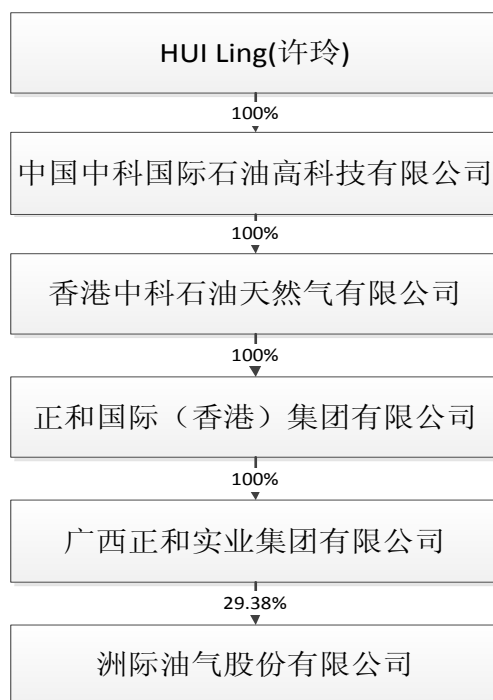 HUI Ling(许玲)
100%
中国中科国际石油高科技有限公司
100%
香港中科石油天然气有限公司
100%
正和国际（香港）集团有限公司
100%
广西正和实业集团有限公司
29.38%
洲际油气股份有限公司